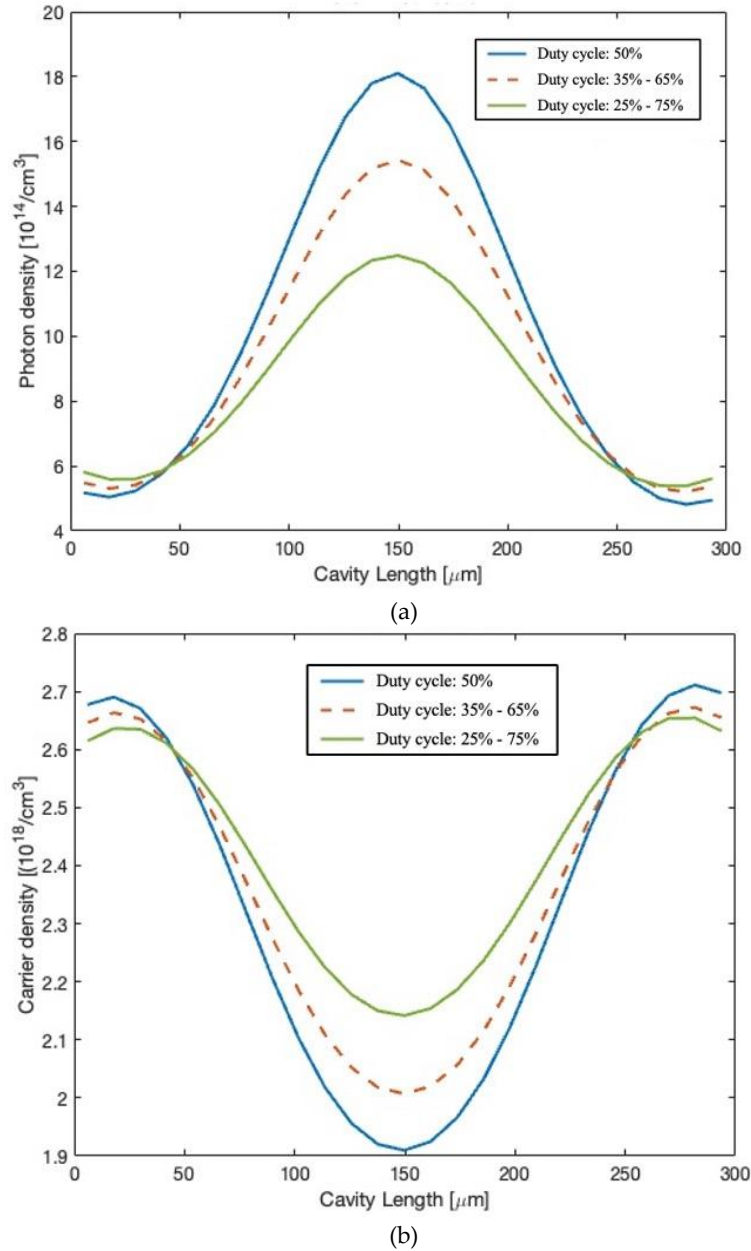 20
18
16
14
12
10
8
6
4
Photon density [10^14/cm^3]
Duty cycle: 50%
Duty cycle: 35% - 65%
Duty cycle: 25% - 75%
0 50 100 150 200 250 300
Cavity Length [μm]
(a)
2.8
2.7
2.6
2.5
2.4
2.3
2.2
2.1
2
1.9
Carrier density [(10^18/cm^3]
Duty cycle: 50%
Duty cycle: 35% - 65%
Duty cycle: 25% - 75%
0 50 100 150 200 250 300
Cavity Length [μm]
(b)